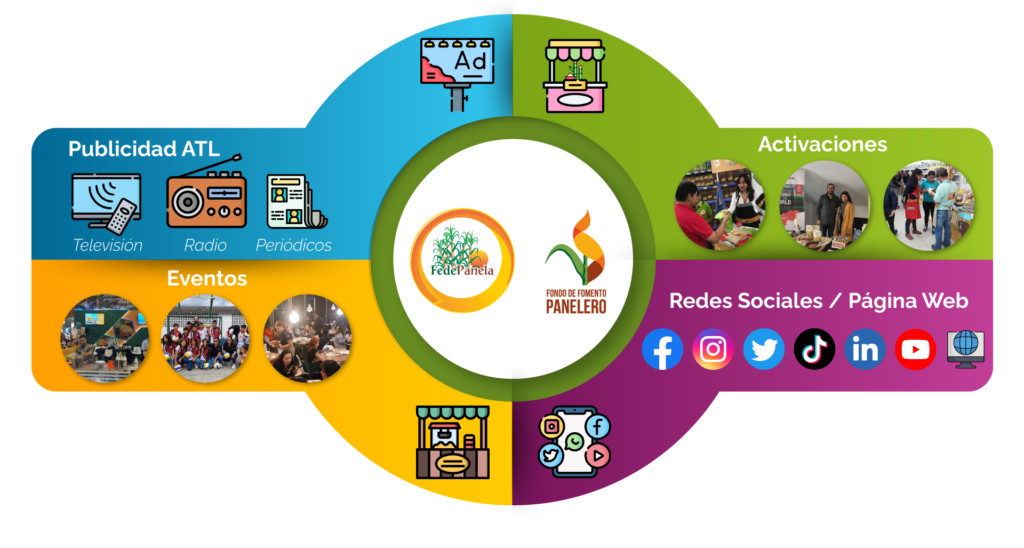 Ad
Publicidad ATL
Televisión
Radio
Periódicos
Activaciones
Eventos
FedePanela
FONDO DE FOMENTO
PANELERO
Redes Sociales / Página Web